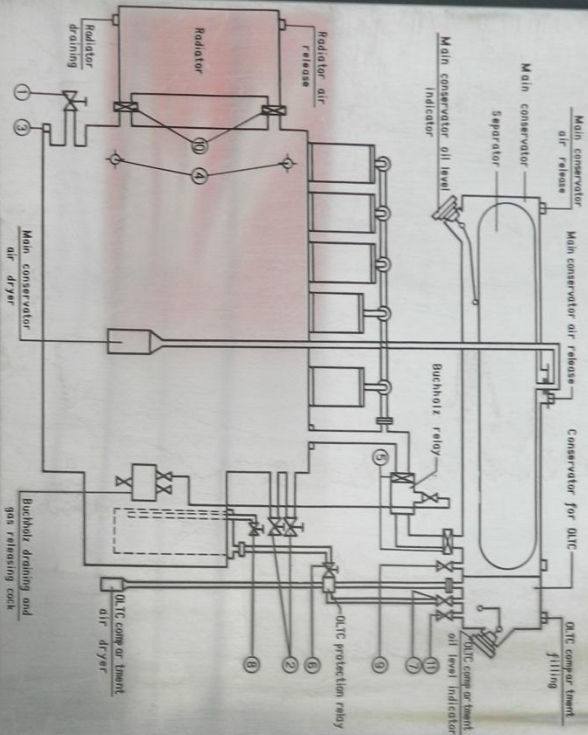 Main conservator
air release
Main conservator
Separator
Main conservator oil level
indicator
Main conservator air release
Conservator for OLTC
OLTC compartment
filling
OLTC compartment
oil level indicator
Radiator air
release
Radiator
Radiator
draining
1
3
10
4
Buchholz relay
5
Main conservator
air dryer
Buchholz draining and
gas releasing cock
OLTC compartment
air dryer
OLTC protection relay
8
2
6
9
7
11